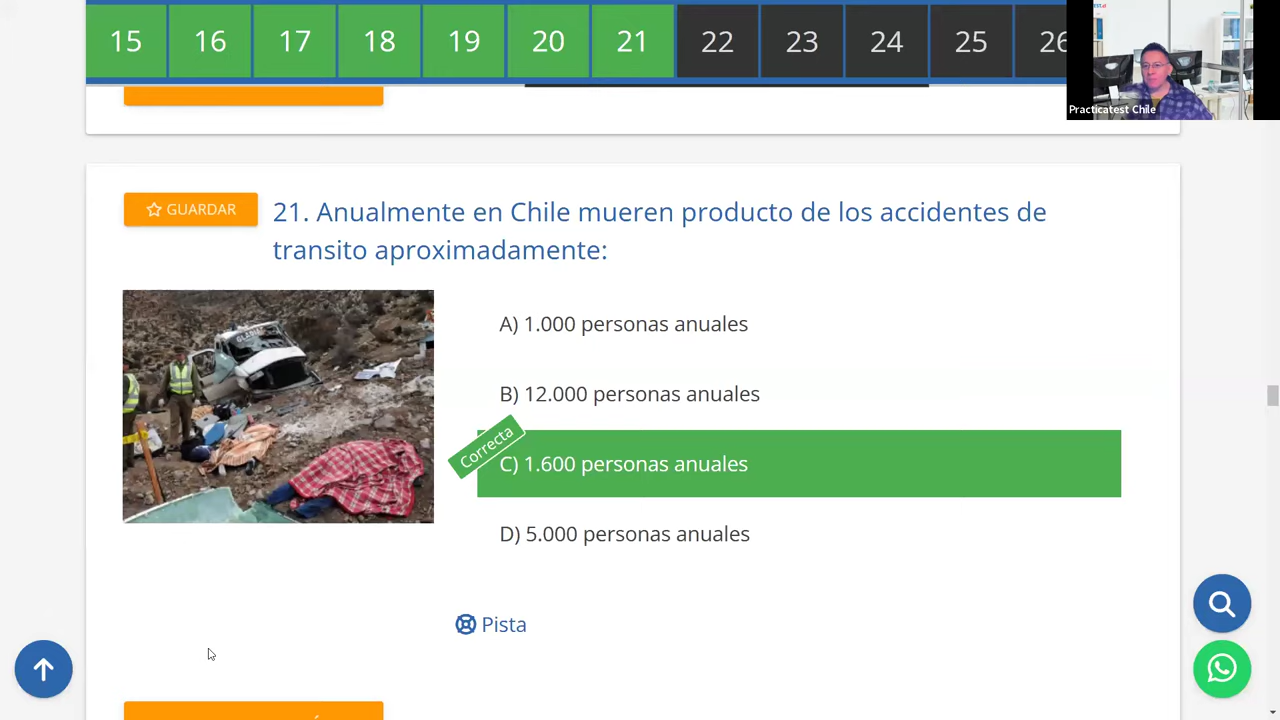 15 16 17 18 19 20 21 22 23 24 25 26
Practicatest Chile
GUARDAR
21. Anualmente en Chile mueren producto de los accidentes de
transito aproximadamente:
A) 1.000 personas anuales
B) 12.000 personas anuales
Correcta
C) 1.600 personas anuales
D) 5.000 personas anuales
Pista